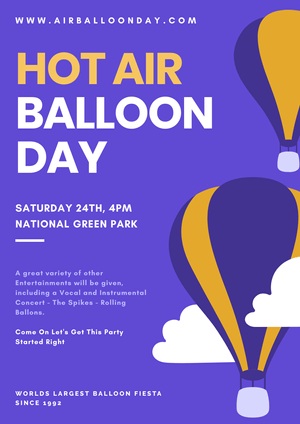 WWW.AIRBALLOONDAY.COM
HOT AIR
BALLOON
DAY
SATURDAY 24TH, 4PM
NATIONAL GREEN PARK
A great variety of other
Entertainments will be given,
including a Vocal and Instrumental
Concert - The Spikes - Rolling
Ballons.
Come On Let's Get This Party
Started Right
WORLDS LARGEST BALLOON FIESTA
SINCE 1992